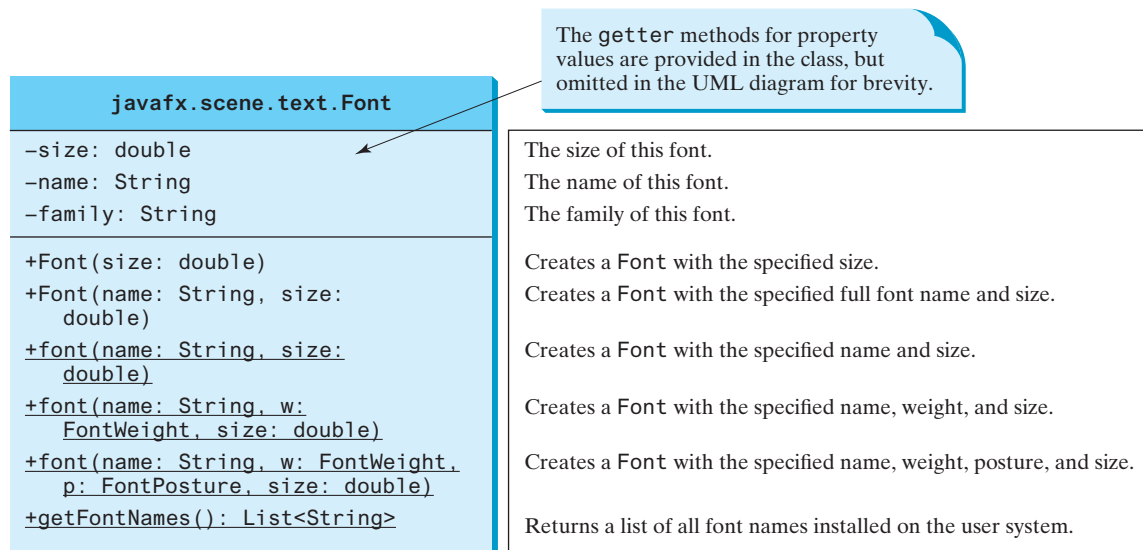 The getter methods for property
values are provided in the class, but
omitted in the UML diagram for brevity.
javafx.scene.text.Font
–size: double
The size of this font.
–name: String
The name of this font.
–family: String
The family of this font.
+Font(size: double)
Creates a Font with the specified size.
+Font(name: String, size:
double)
Creates a Font with the specified full font name and size.
+font(name: String, size:
double)
Creates a Font with the specified name and size.
+font(name: String, w:
FontWeight, size: double)
Creates a Font with the specified name, weight, and size.
+font(name: String, w: FontWeight,
p: FontPosture, size: double)
Creates a Font with the specified name, weight, posture, and size.
+getFontNames(): List<String>
Returns a list of all font names installed on the user system.